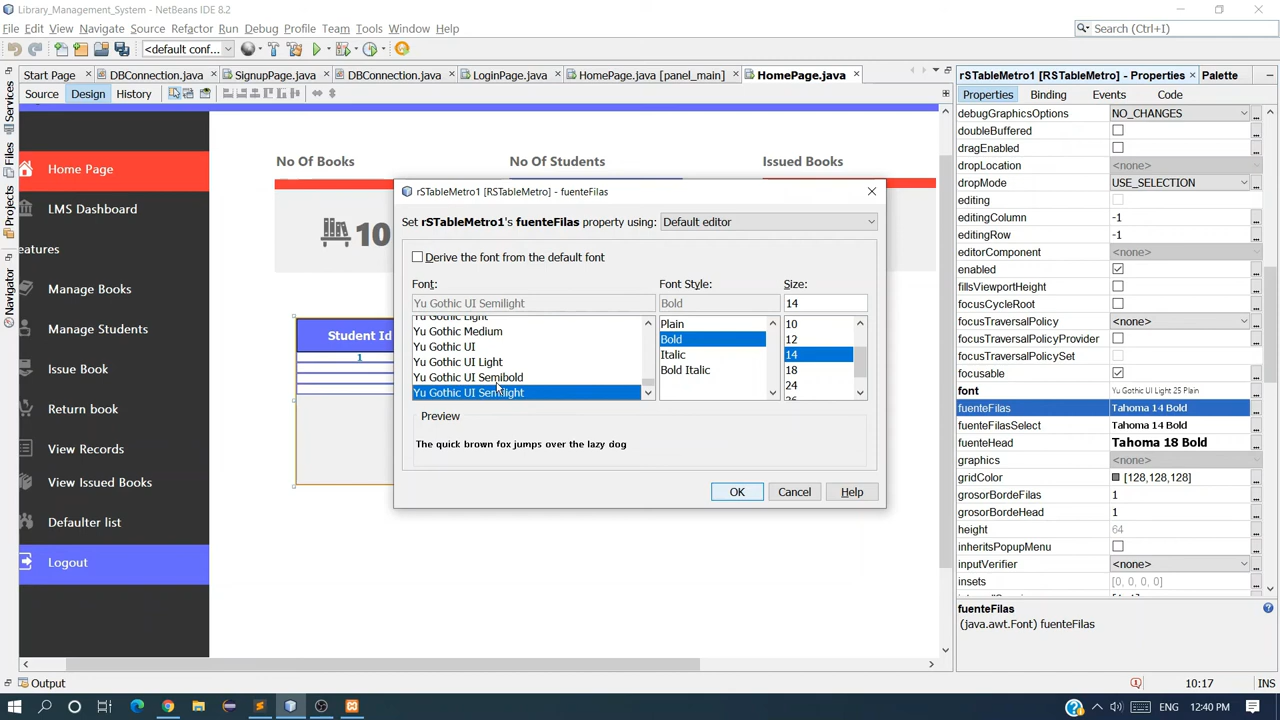 Library_Management_System - NetBeans IDE 8.2
File Edit View Navigate Source Refactor Run Debug Profile Team Tools Window Help
Search (Ctrl+I)
<default conf...
Start Page DBConnection.java SignupPage.java DBConnection.java LoginPage.java HomePage.java [panel_main] HomePage.java
Source Design History
Services
Files
Projects
Navigator
Home Page
LMS Dashboard
eatures
Manage Books
Manage Students
Issue Book
Return book
View Records
View Issued Books
Defaulter list
Logout
No Of Books No Of Students Issued Books
10
Student Id
1
rSTableMetro1 [RSTableMetro] - fuenteFilas
Set rSTableMetro1's fuenteFilas property using: Default editor
Derive the font from the default font
Font: Font Style: Size:
Yu Gothic UI Semilight Bold 14
Yu Gothic Light Plain 10
Yu Gothic Medium Bold 12
Yu Gothic UI Italic 14
Yu Gothic UI Light Bold Italic 18
Yu Gothic UI Semibold 24
Yu Gothic UI Semilight
Preview
The quick brown fox jumps over the lazy dog
OK Cancel Help
rSTableMetro1 [RSTableMetro] - Properties Palette
Properties Binding Events Code
debugGraphicsOptions NO_CHANGES ...
doubleBuffered ...
dragEnabled ...
dropLocation <none> ...
dropMode USE_SELECTION ...
editing ...
editingColumn -1 ...
editingRow -1 ...
editorComponent <none> ...
enabled ...
fillsViewportHeight ...
focusCycleRoot ...
focusTraversalPolicy <none> ...
focusTraversalPolicyProvider ...
focusTraversalPolicySet ...
focusable ...
font Yu Gothic UI Light 25 Plain ...
fuenteFilas Tahoma 14 Bold ...
fuenteFilasSelect Tahoma 14 Bold ...
fuenteHead Tahoma 18 Bold ...
graphics <none> ...
gridColor [128,128,128] ...
grosorBordeFilas 1 ...
grosorBordeHead 1 ...
height 64 ...
inheritsPopupMenu ...
inputVerifier <none> ...
insets [0, 0, 0, 0] ...
fuenteFilas
(java.awt.Font) fuenteFilas
Output
10:17 INS
ENG 12:40 PM